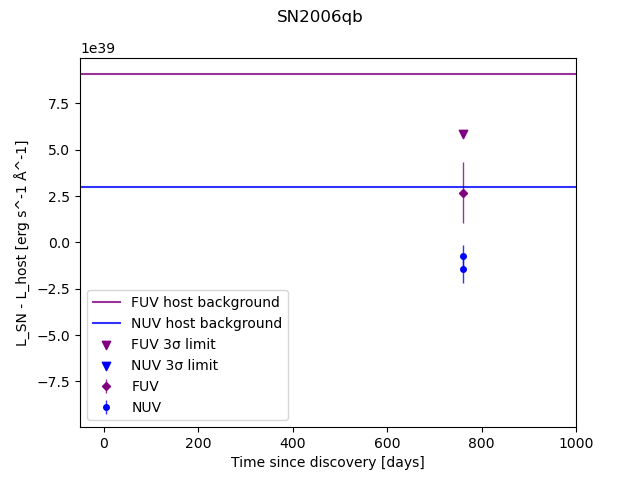 SN2006qb
1e39
7.5
5.0
2.5
0.0
−2.5
−5.0
−7.5
L_SN - L_host [erg s^-1 Å^-1]
FUV host background
NUV host background
FUV 3σ limit
NUV 3σ limit
FUV
NUV
0 200 400 600 800 1000
Time since discovery [days]